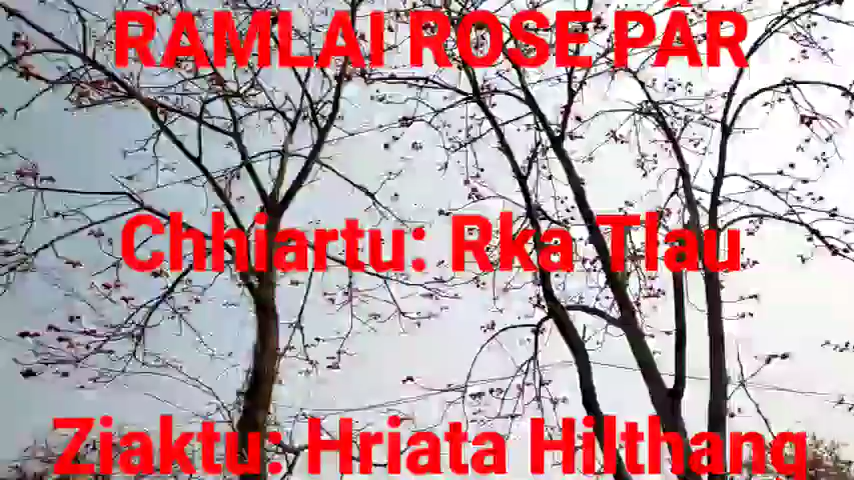 RAMLAI ROSE PÂR
Chhiartu: Rka Tlau
Ziaktu: Hriata Hilthang